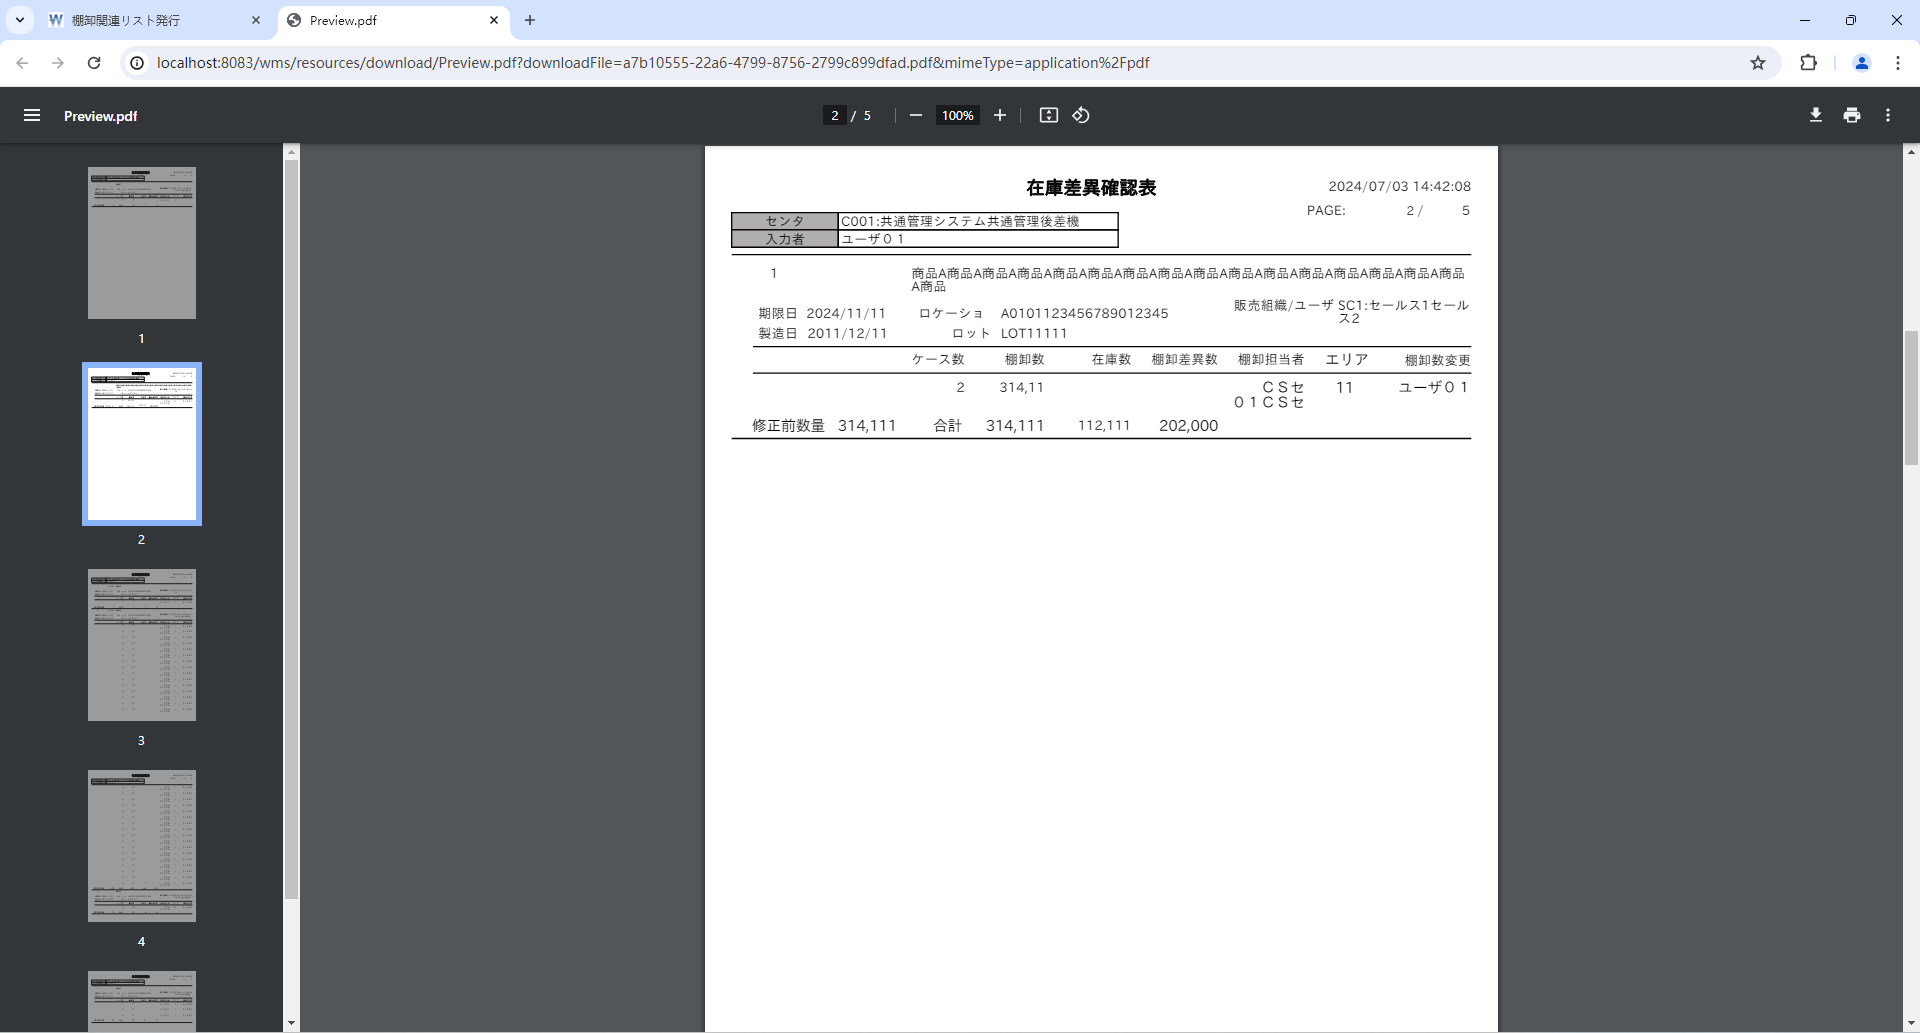 棚卸関連リスト発行
Preview.pdf
localhost:8083/wms/resources/download/Preview.pdf?downloadFile=a7b10555-22a6-4799-8756-2799c899dfad.pdf&mimeType=application%2Fpdf
Preview.pdf
2 / 5
100%
1
2
3
4
在庫差異確認表
2024/07/03 14:42:08
PAGE: 2 / 5
センタ C001:共通管理システム共通管理後差機
入力者 ユーザ０１
1 商品A商品A商品A商品A商品A商品A商品A商品A商品A商品A商品A商品A商品A商品A商品A商品
A商品
販売組織/ユーザ SC1:セールス1セール
ス2
期限日 2024/11/11 ロケーショ A0101123456789012345
製造日 2011/12/11 ロット LOT11111
ケース数 棚卸数 在庫数 棚卸差異数 棚卸担当者 エリア 棚卸数変更
2 314,11 ＣＳセ 11 ユーザ０１
０１ＣＳセ
修正前数量 314,111 合計 314,111 112,111 202,000